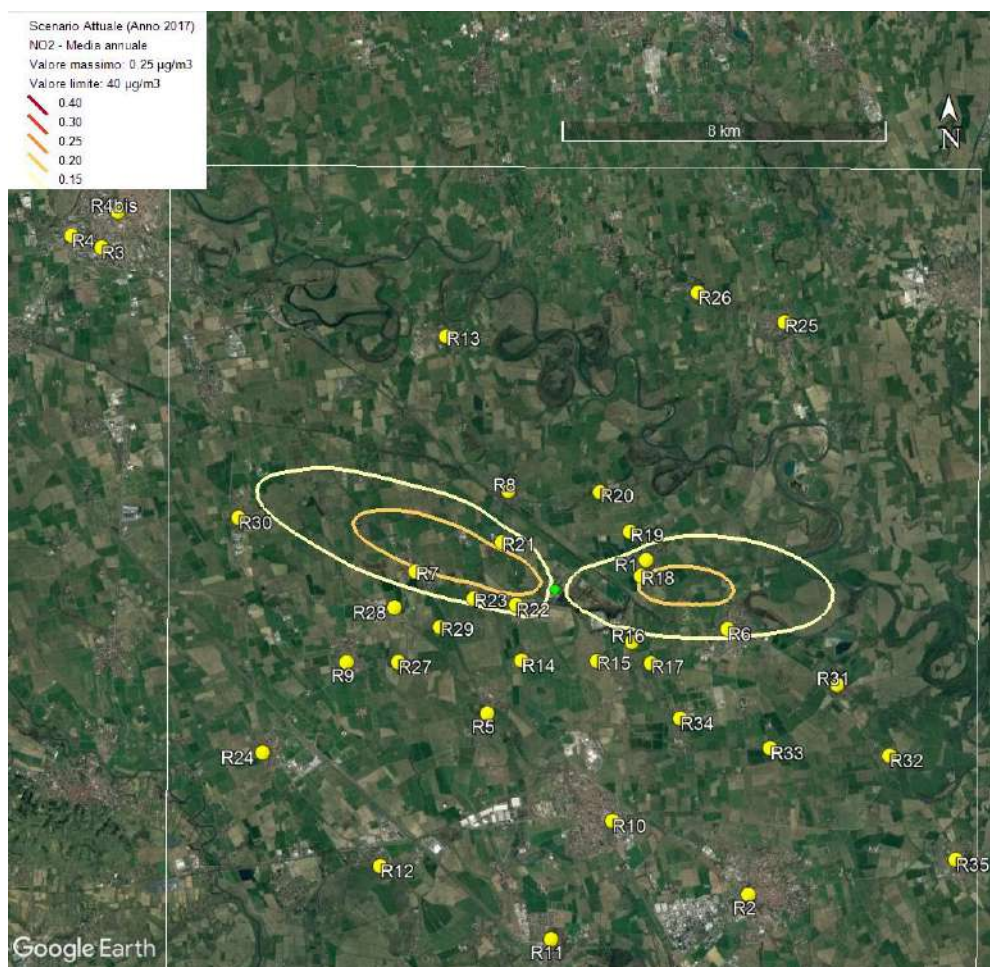 Scenario Attuale (Anno 2017)
NO2 - Media annuale
Valore massimo: 0.25 µg/m3
Valore limite: 40 µg/m3
0.40
0.30
0.25
0.20
0.15
8 km
N
R4bis
R4
R3
R26
R25
R13
R8
R20
R30
R19
R21
R1
R7
R18
R23
R22
R28
R29
R16
R6
R9
R27
R14
R15
R17
R31
R5
R34
R24
R33
R32
R10
R12
R35
R2
R11
Google Earth